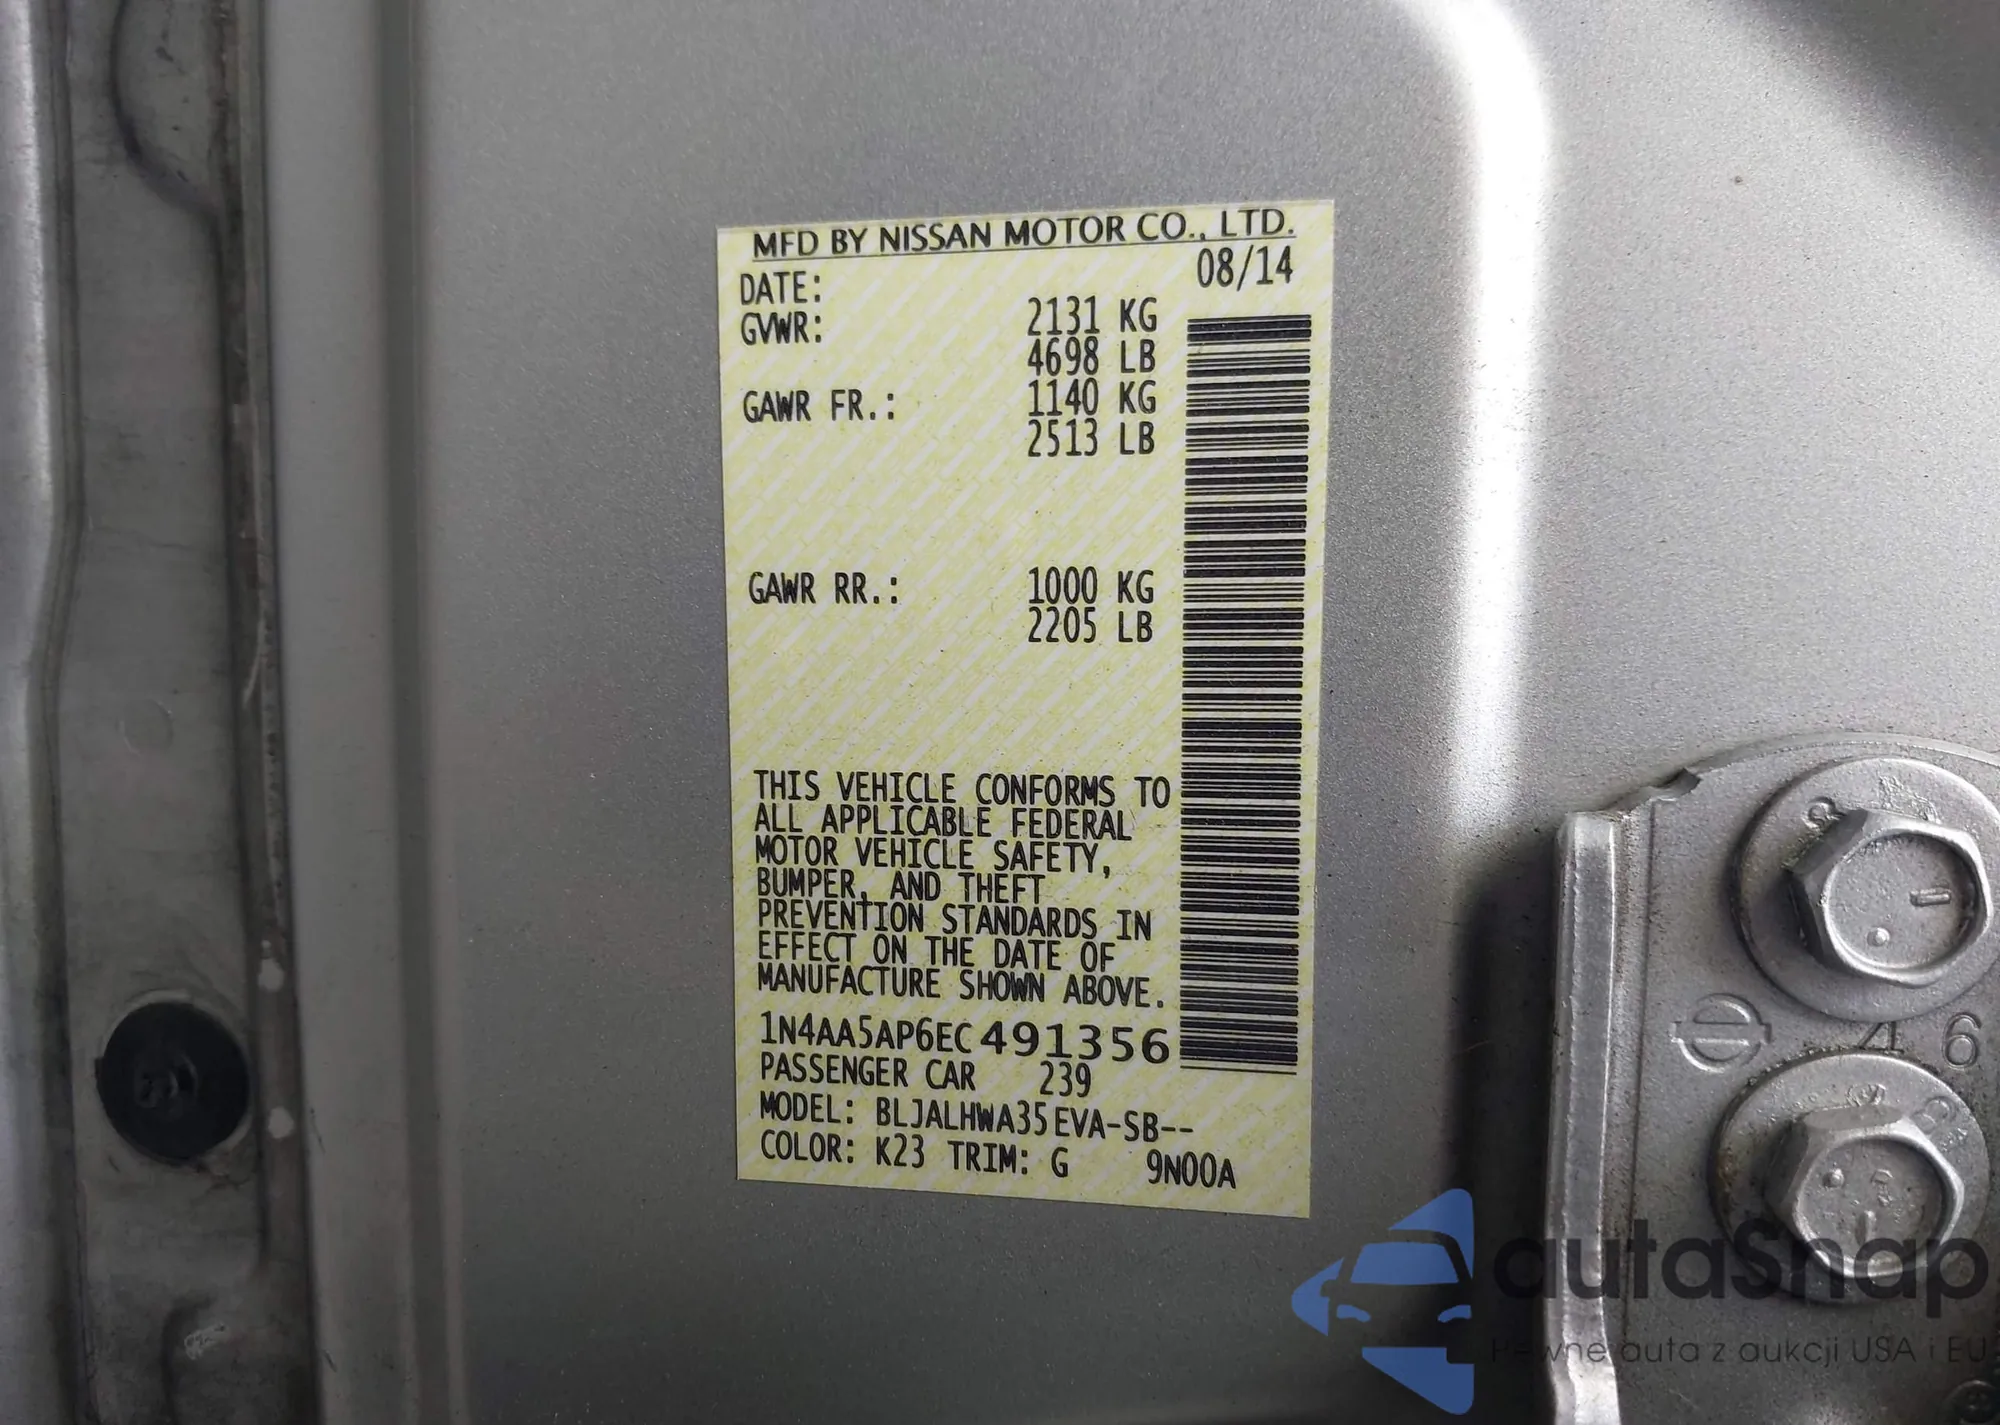 MFD BY NISSAN MOTOR CO., LTD.
DATE: 08/14
GVWR: 2131 KG
4698 LB
GAWR FR.: 1140 KG
2513 LB
GAWR RR.: 1000 KG
2205 LB
THIS VEHICLE CONFORMS TO
ALL APPLICABLE FEDERAL
MOTOR VEHICLE SAFETY,
BUMPER, AND THEFT
PREVENTION STANDARDS IN
EFFECT ON THE DATE OF
MANUFACTURE SHOWN ABOVE.
1N4AA5AP6EC491356
PASSENGER CAR 239
MODEL: BLJALHWA35EVA-SB--
COLOR: K23 TRIM: G 9N00A
46
autaSnap
Pewne auta z aukcji USA i EU